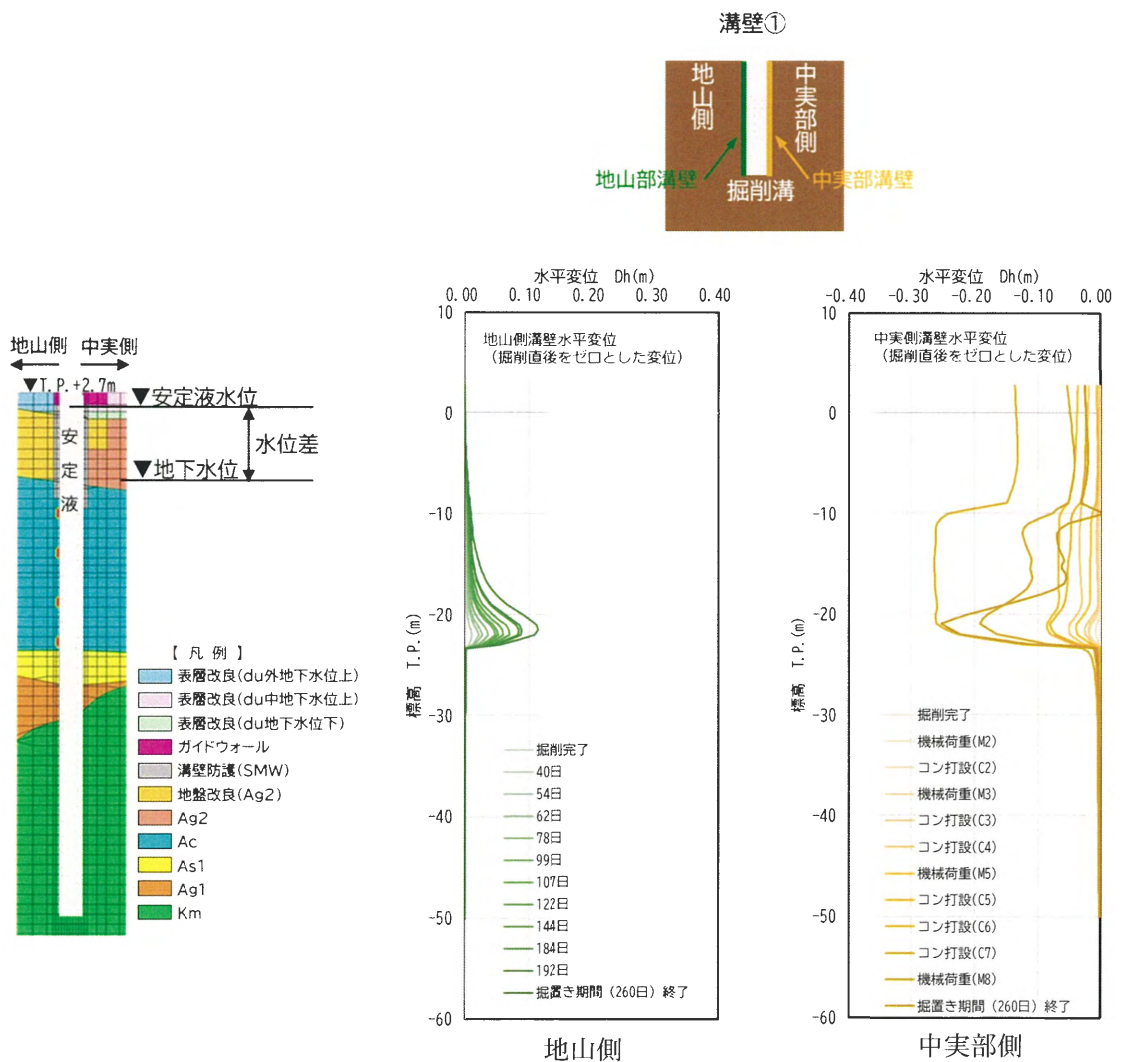 溝壁①
地山側
中実部側
地山部溝壁
掘削溝
中実部溝壁
地山側 中実側
▼T.P.+2.7m
▼安定液水位
水位差
▼地下水位
安定液
【 凡 例 】
表層改良(du外地下水位上)
表層改良(du中地下水位上)
表層改良(du地下水位下)
ガイドウォール
溝壁防護(SMW)
地盤改良(Ag2)
Ag2
Ac
As1
Ag1
Km
水平変位 Dh(m)
0.00 0.10 0.20 0.30 0.40
10
0
-10
-20
-30
-40
-50
-60
標高 T.P.(m)
地山側溝壁水平変位
(掘削直後をゼロとした変位)
掘削完了
40日
54日
62日
78日
99日
107日
122日
144日
184日
192日
掘置き期間(260日)終了
地山側
水平変位 Dh(m)
-0.40 -0.30 -0.20 -0.10 0.00
10
0
-10
-20
-30
-40
-50
-60
標高 T.P.(m)
中実側溝壁水平変位
(掘削直後をゼロとした変位)
掘削完了
機械荷重(M2)
コン打設(C2)
機械荷重(M3)
コン打設(C3)
コン打設(C4)
機械荷重(M5)
コン打設(C5)
コン打設(C6)
コン打設(C7)
機械荷重(M8)
掘置き期間(260日)終了
中実部側